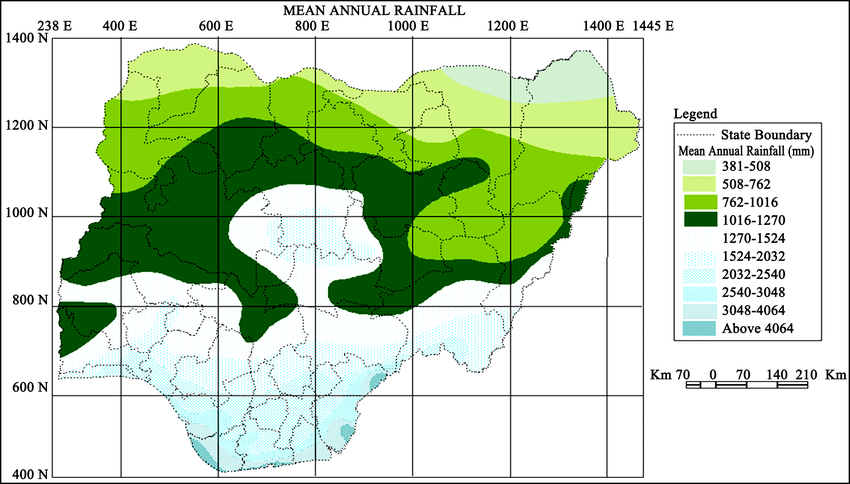 MEAN ANNUAL RAINFALL
238 E 400 E 600 E 800 E 1000 E 1200 E 1400 E 1445 E
1400 N
1200 N
1000 N
800 N
600 N
400 N
Legend
State Boundary
Mean Annual Rainfall (mm)
381-508
508-762
762-1016
1016-1270
1270-1524
1524-2032
2032-2540
2540-3048
3048-4064
Above 4064
Km 70 0 70 140 210 Km